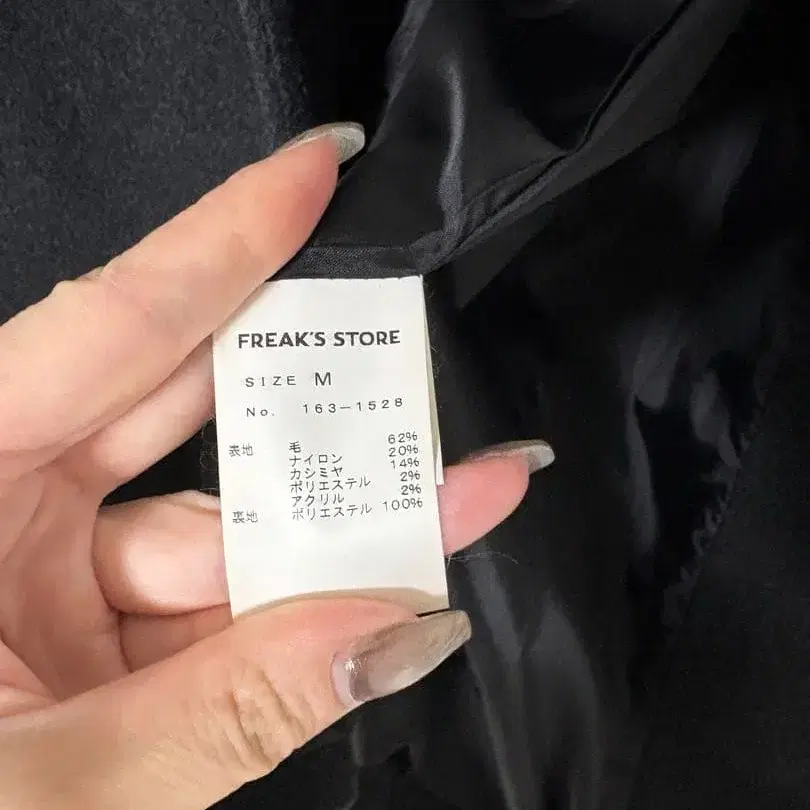 FREAK'S STORE
SIZE M
No. 163-1528
表地 毛 62%
ナイロン 20%
カシミヤ 14%
ポリエステル 2%
アクリル 2%
裏地 ポリエステル 100%